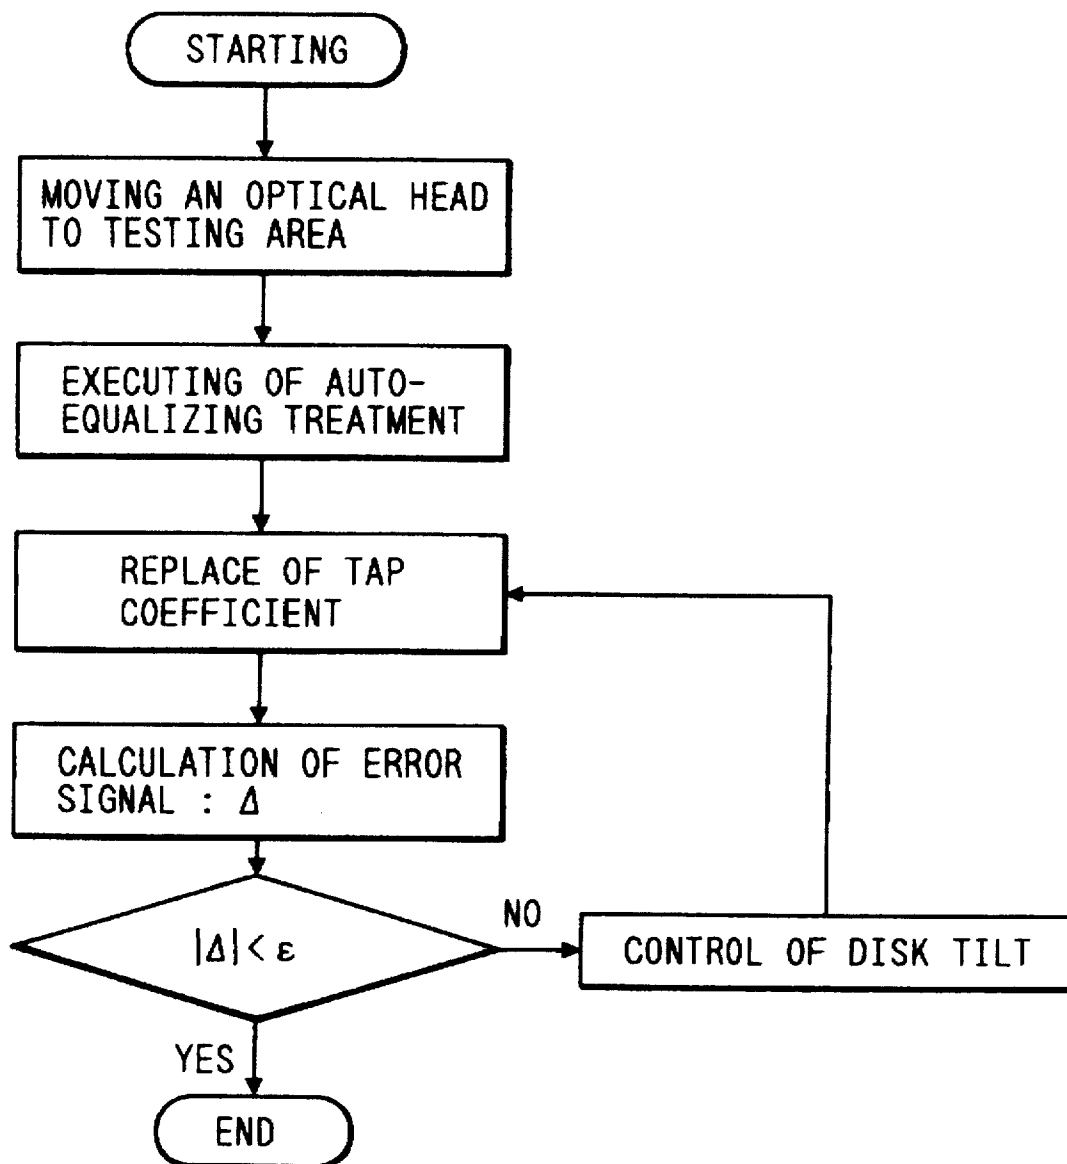 STARTING
MOVING AN OPTICAL HEAD
TO TESTING AREA
EXECUTING OF AUTO-
EQUALIZING TREATMENT
REPLACE OF TAP
COEFFICIENT
CALCULATION OF ERROR
SIGNAL : Δ
|Δ| < ε
NO
CONTROL OF DISK TILT
YES
END